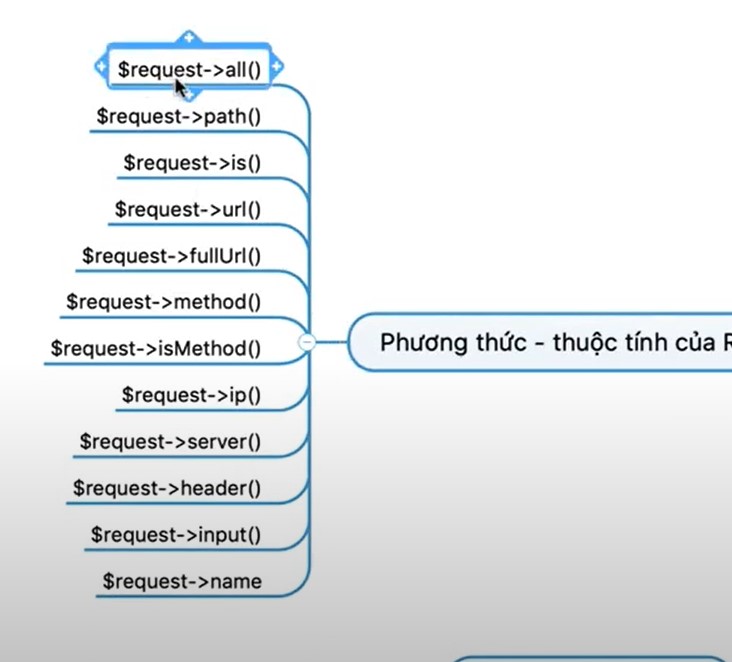 $request->all()
$request->path()
$request->is()
$request->url()
$request->fullUrl()
$request->method()
$request->isMethod()
$request->ip()
$request->server()
$request->header()
$request->input()
$request->name
Phương thức - thuộc tính của